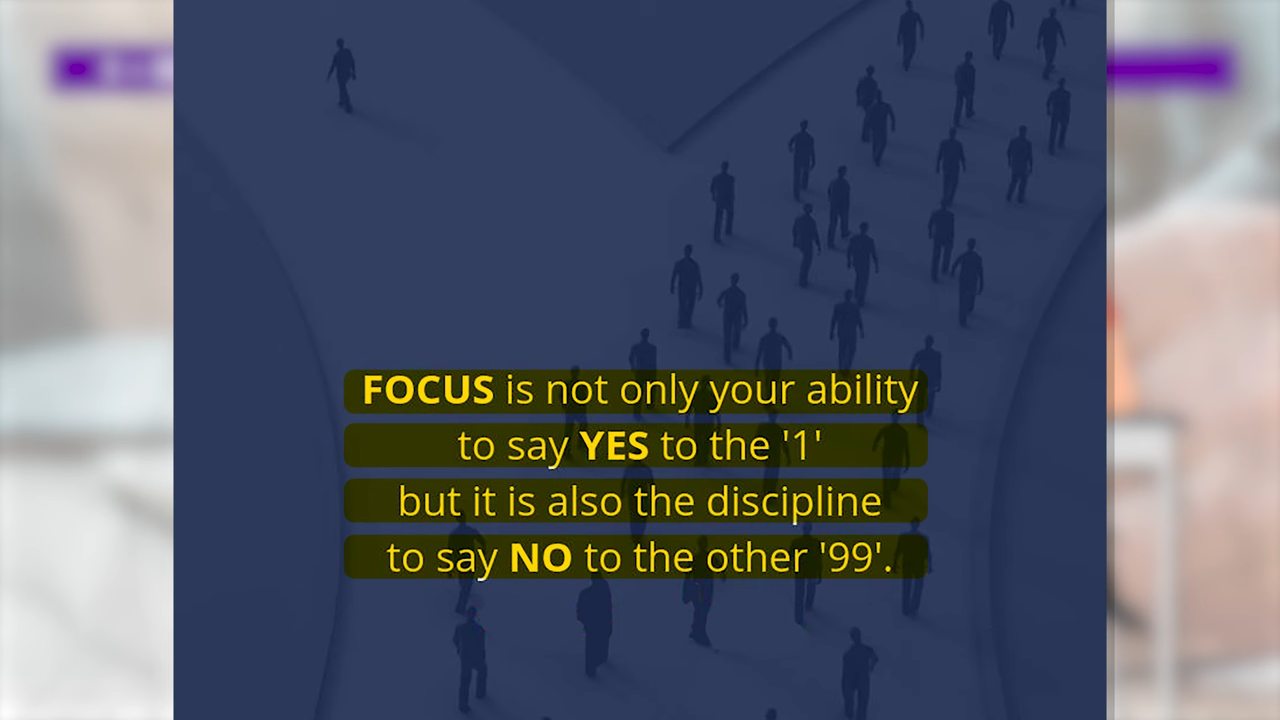 FOCUS is not only your ability
to say YES to the '1'
but it is also the discipline
to say NO to the other '99'.